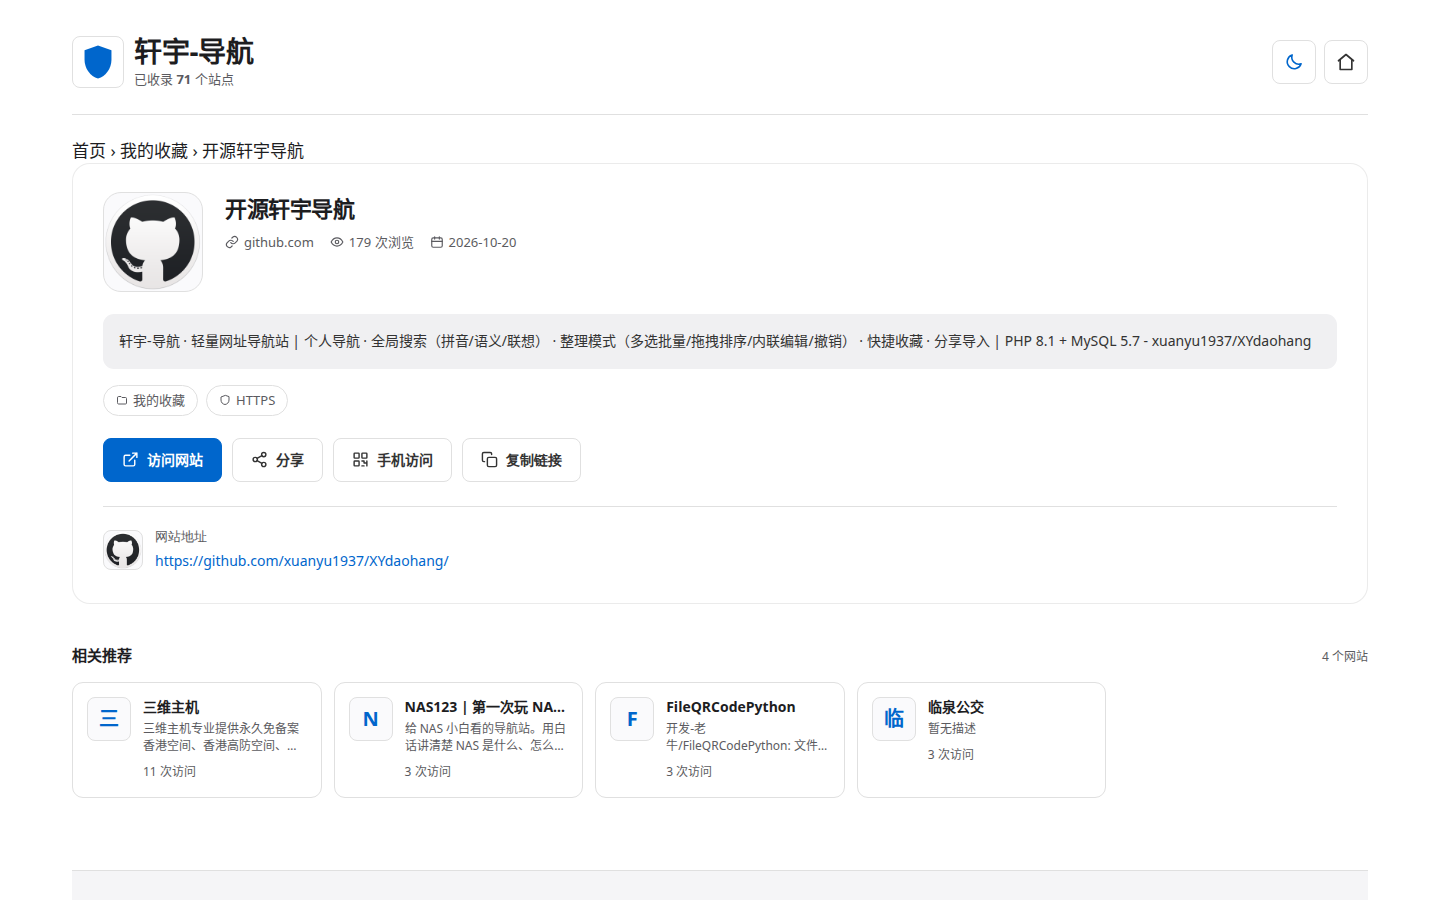 轩宇-导航
已收录 71 个站点
首页 › 我的收藏 › 开源轩宇导航
开源轩宇导航
github.com 179 次浏览 2026-10-20
轩宇-导航 · 轻量网址导航站 | 个人导航 · 全局搜索（拼音/语义/联想） · 整理模式（多选批量/拖拽排序/内联编辑/撤销） · 快捷收藏 · 分享导入 | PHP 8.1 + MySQL 5.7 - xuanyu1937/XYdaohang
我的收藏 HTTPS
访问网站 分享 手机访问 复制链接
网站地址
https://github.com/xuanyu1937/XYdaohang/
相关推荐
4 个网站
三
三维主机
三维主机专业提供永久免备案
香港空间、香港高防空间、...
11 次访问
N
NAS123 | 第一次玩 NA...
给 NAS 小白看的导航站。用白
话讲清楚 NAS 是什么、怎么...
3 次访问
F
FileQRCodePython
开发-老
牛/FileQRCodePython: 文件...
3 次访问
临
临泉公交
暂无描述
3 次访问